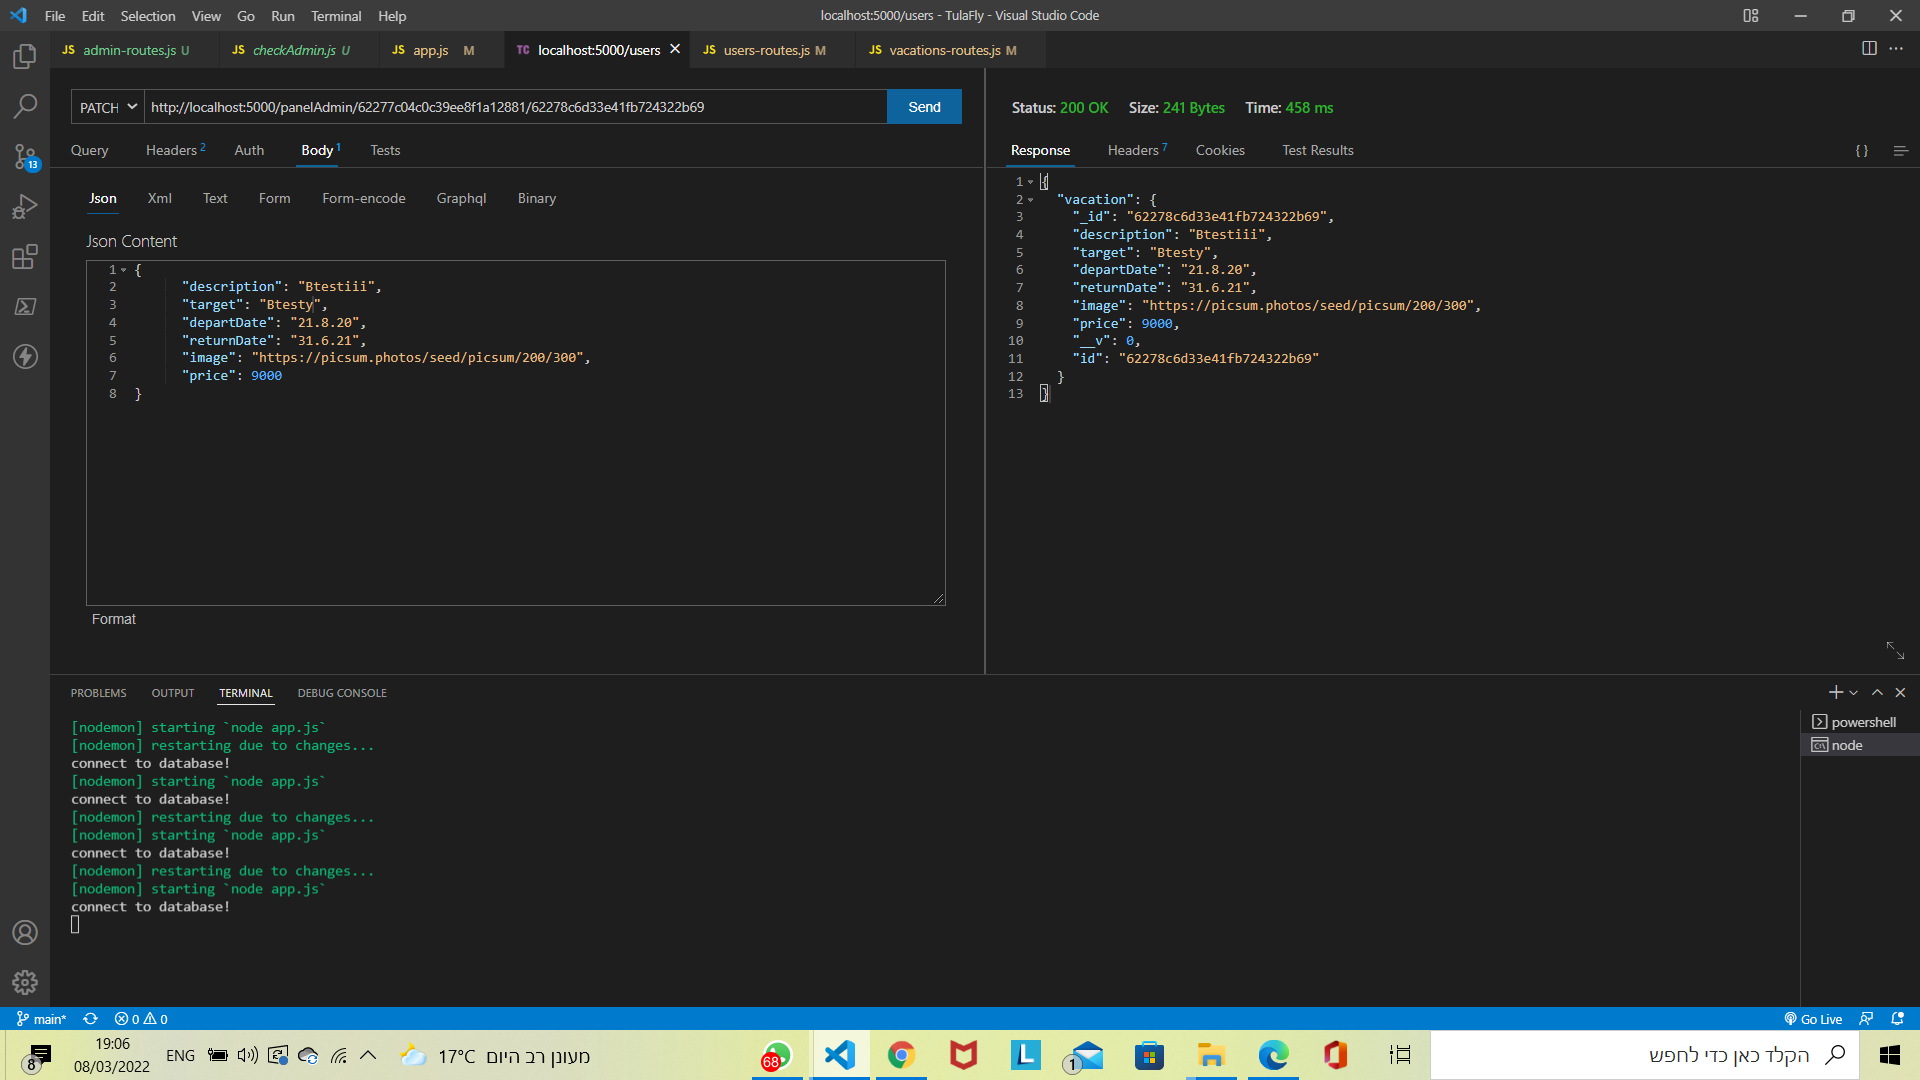 File Edit Selection View Go Run Terminal Help
localhost:5000/users - TulaFly - Visual Studio Code
JS admin-routes.js U
JS checkAdmin.js U
JS app.js M
TC localhost:5000/users
JS users-routes.js M
JS vacations-routes.js M
13
PATCH http://localhost:5000/panelAdmin/62277c04c0c39ee8f1a12881/62278c6d33e41fb724322b69 Send
Query Headers 2 Auth Body 1 Tests
Json Xml Text Form Form-encode Graphql Binary
Json Content
1 {
2 "description": "Btestiii",
3 "target": "Btesty",
4 "departDate": "21.8.20",
5 "returnDate": "31.6.21",
6 "image": "https://picsum.photos/seed/picsum/200/300",
7 "price": 9000
8 }
Format
Status: 200 OK Size: 241 Bytes Time: 458 ms
Response Headers 7 Cookies Test Results { }
1 {
2 "vacation": {
3 "_id": "62278c6d33e41fb724322b69",
4 "description": "Btestiii",
5 "target": "Btesty",
6 "departDate": "21.8.20",
7 "returnDate": "31.6.21",
8 "image": "https://picsum.photos/seed/picsum/200/300",
9 "price": 9000,
10 "__v": 0,
11 "id": "62278c6d33e41fb724322b69"
12 }
13 }
PROBLEMS OUTPUT TERMINAL DEBUG CONSOLE
[nodemon] starting `node app.js`
[nodemon] restarting due to changes...
connect to database!
[nodemon] starting `node app.js`
connect to database!
[nodemon] restarting due to changes...
[nodemon] starting `node app.js`
connect to database!
[nodemon] restarting due to changes...
[nodemon] starting `node app.js`
connect to database!
powershell
node
main* 0 0
Go Live
8
19:06
08/03/2022
ENG
17°C מעונן רב היום
68
L
1
הקלד כאן כדי לחפש